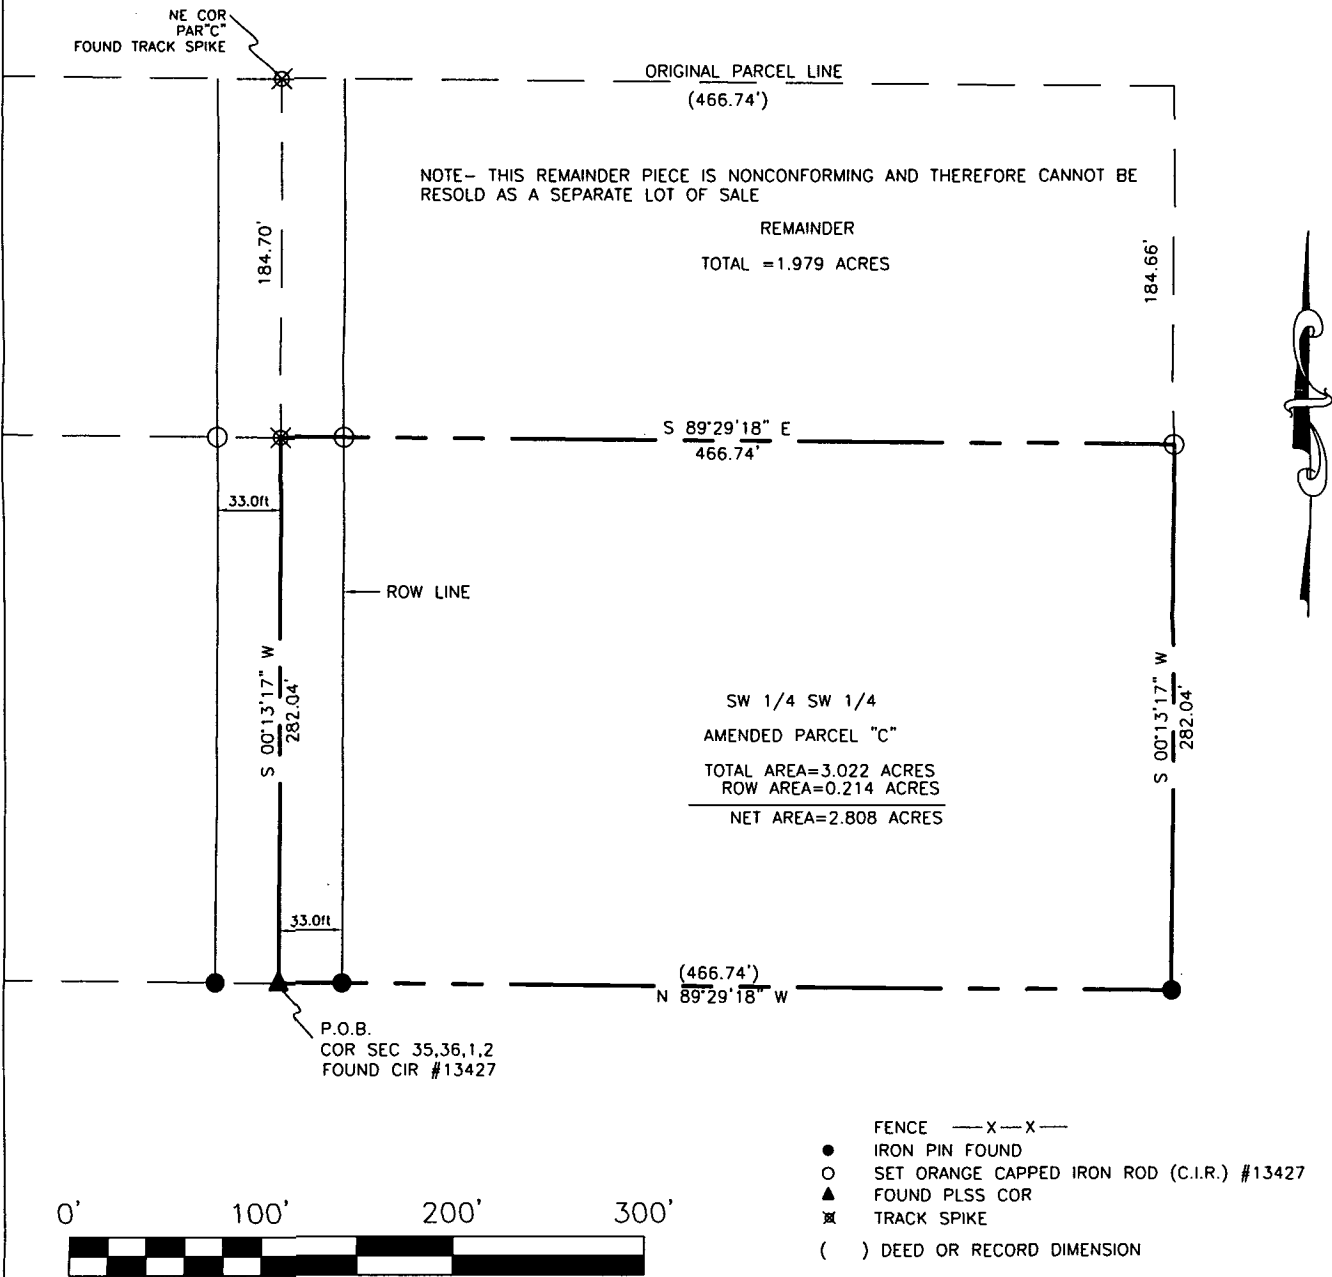 NE COR
PAR"C"
FOUND TRACK SPIKE
ORIGINAL PARCEL LINE
(466.74')
NOTE- THIS REMAINDER PIECE IS NONCONFORMING AND THEREFORE CANNOT BE
RESOLD AS A SEPARATE LOT OF SALE
REMAINDER
TOTAL =1.979 ACRES
184.70'
184.66'
S 89°29'18" E
466.74'
33.0ft
ROW LINE
S 00°13'17" W
282.04'
S 00°13'17" W
282.04'
SW 1/4 SW 1/4
AMENDED PARCEL "C"
TOTAL AREA=3.022 ACRES
ROW AREA=0.214 ACRES
NET AREA=2.808 ACRES
33.0ft
(466.74')
N 89°29'18" W
P.O.B.
COR SEC 35,36,1,2
FOUND CIR #13427
FENCE —X—X—
IRON PIN FOUND
SET ORANGE CAPPED IRON ROD (C.I.R.) #13427
FOUND PLSS COR
TRACK SPIKE
( ) DEED OR RECORD DIMENSION
0' 100' 200' 300'